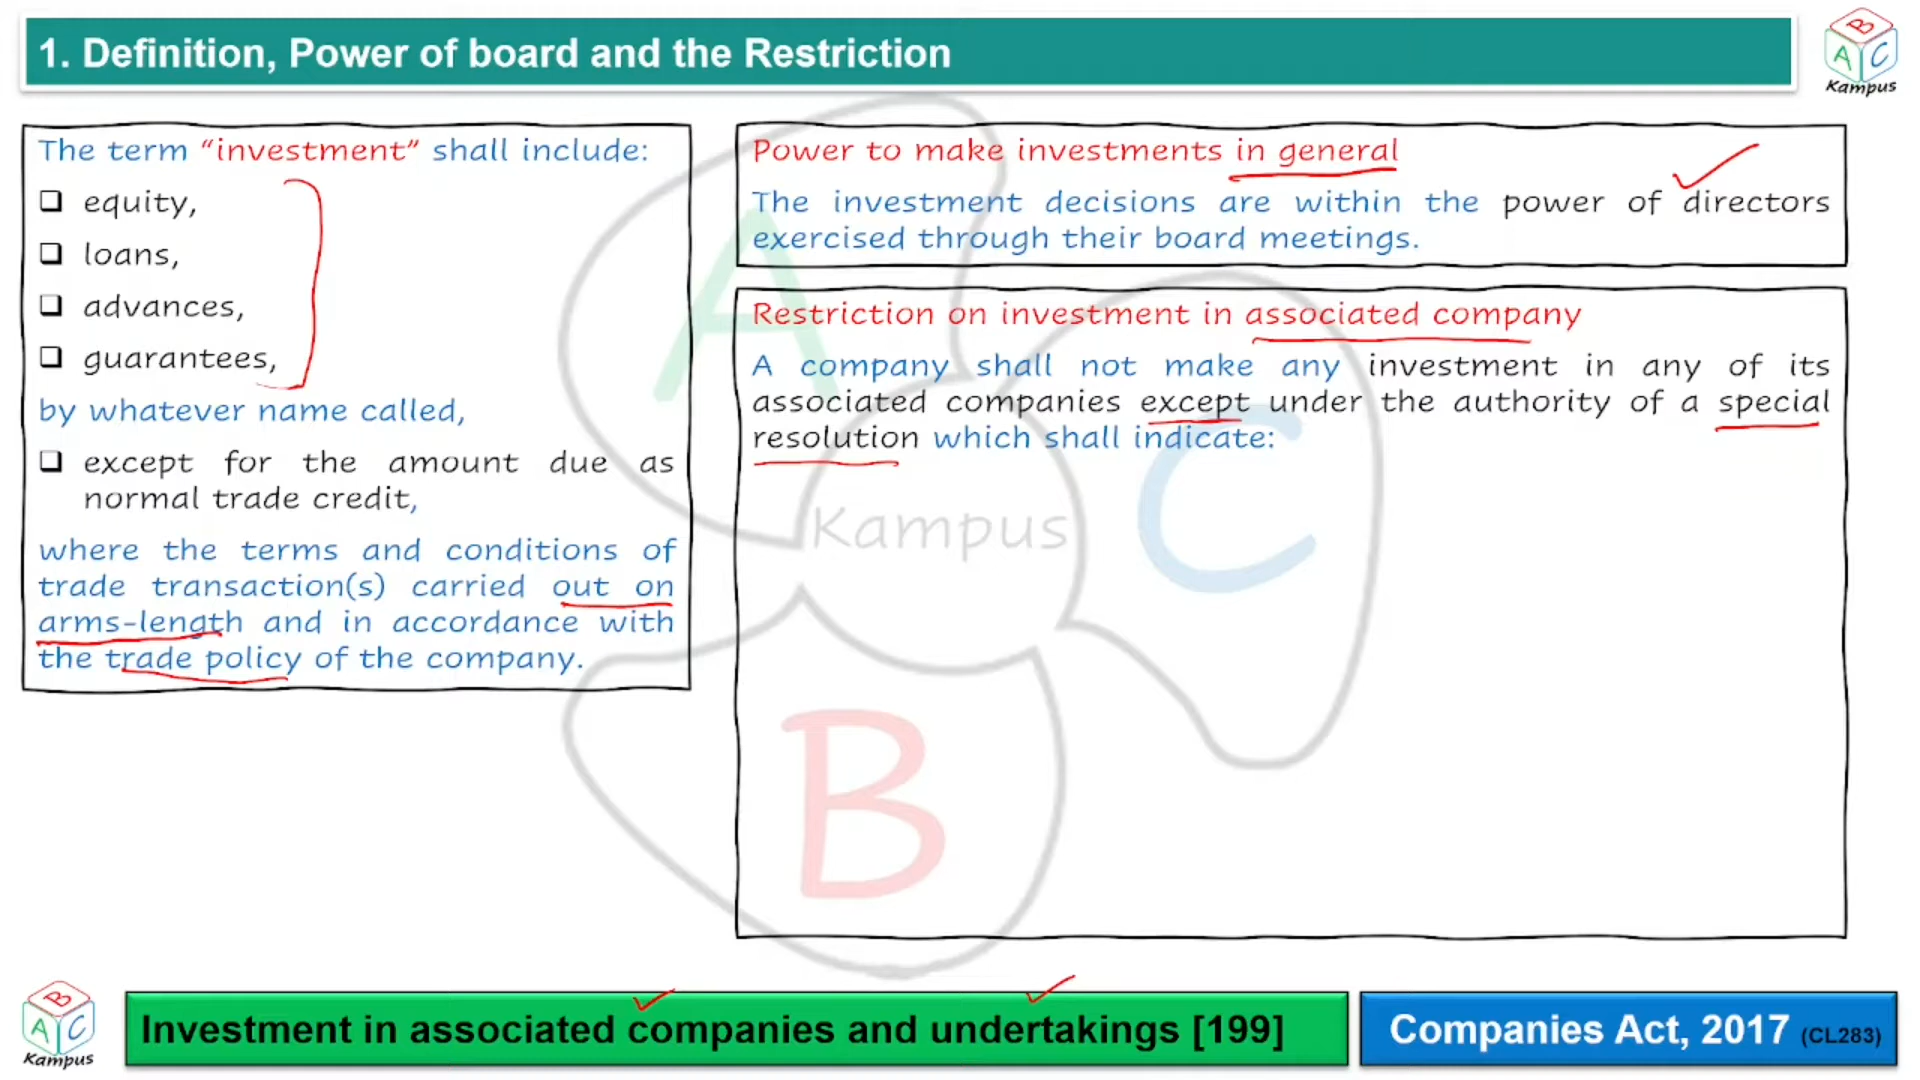 1. Definition, Power of board and the Restriction
B
A C
Kampus
The term “investment” shall include:
❑ equity,
❑ loans,
❑ advances,
❑ guarantees,
by whatever name called,
❑ except for the amount due as
normal trade credit,
where the terms and conditions of
trade transaction(s) carried out on
arms-length and in accordance with
the trade policy of the company.
Power to make investments in general
The investment decisions are within the power of directors
exercised through their board meetings.
Restriction on investment in associated company
A company shall not make any investment in any of its
associated companies except under the authority of a special
resolution which shall indicate:
A
C
Kampus
B
B
A C
Kampus
Investment in associated companies and undertakings [199]
Companies Act, 2017 (CL283)